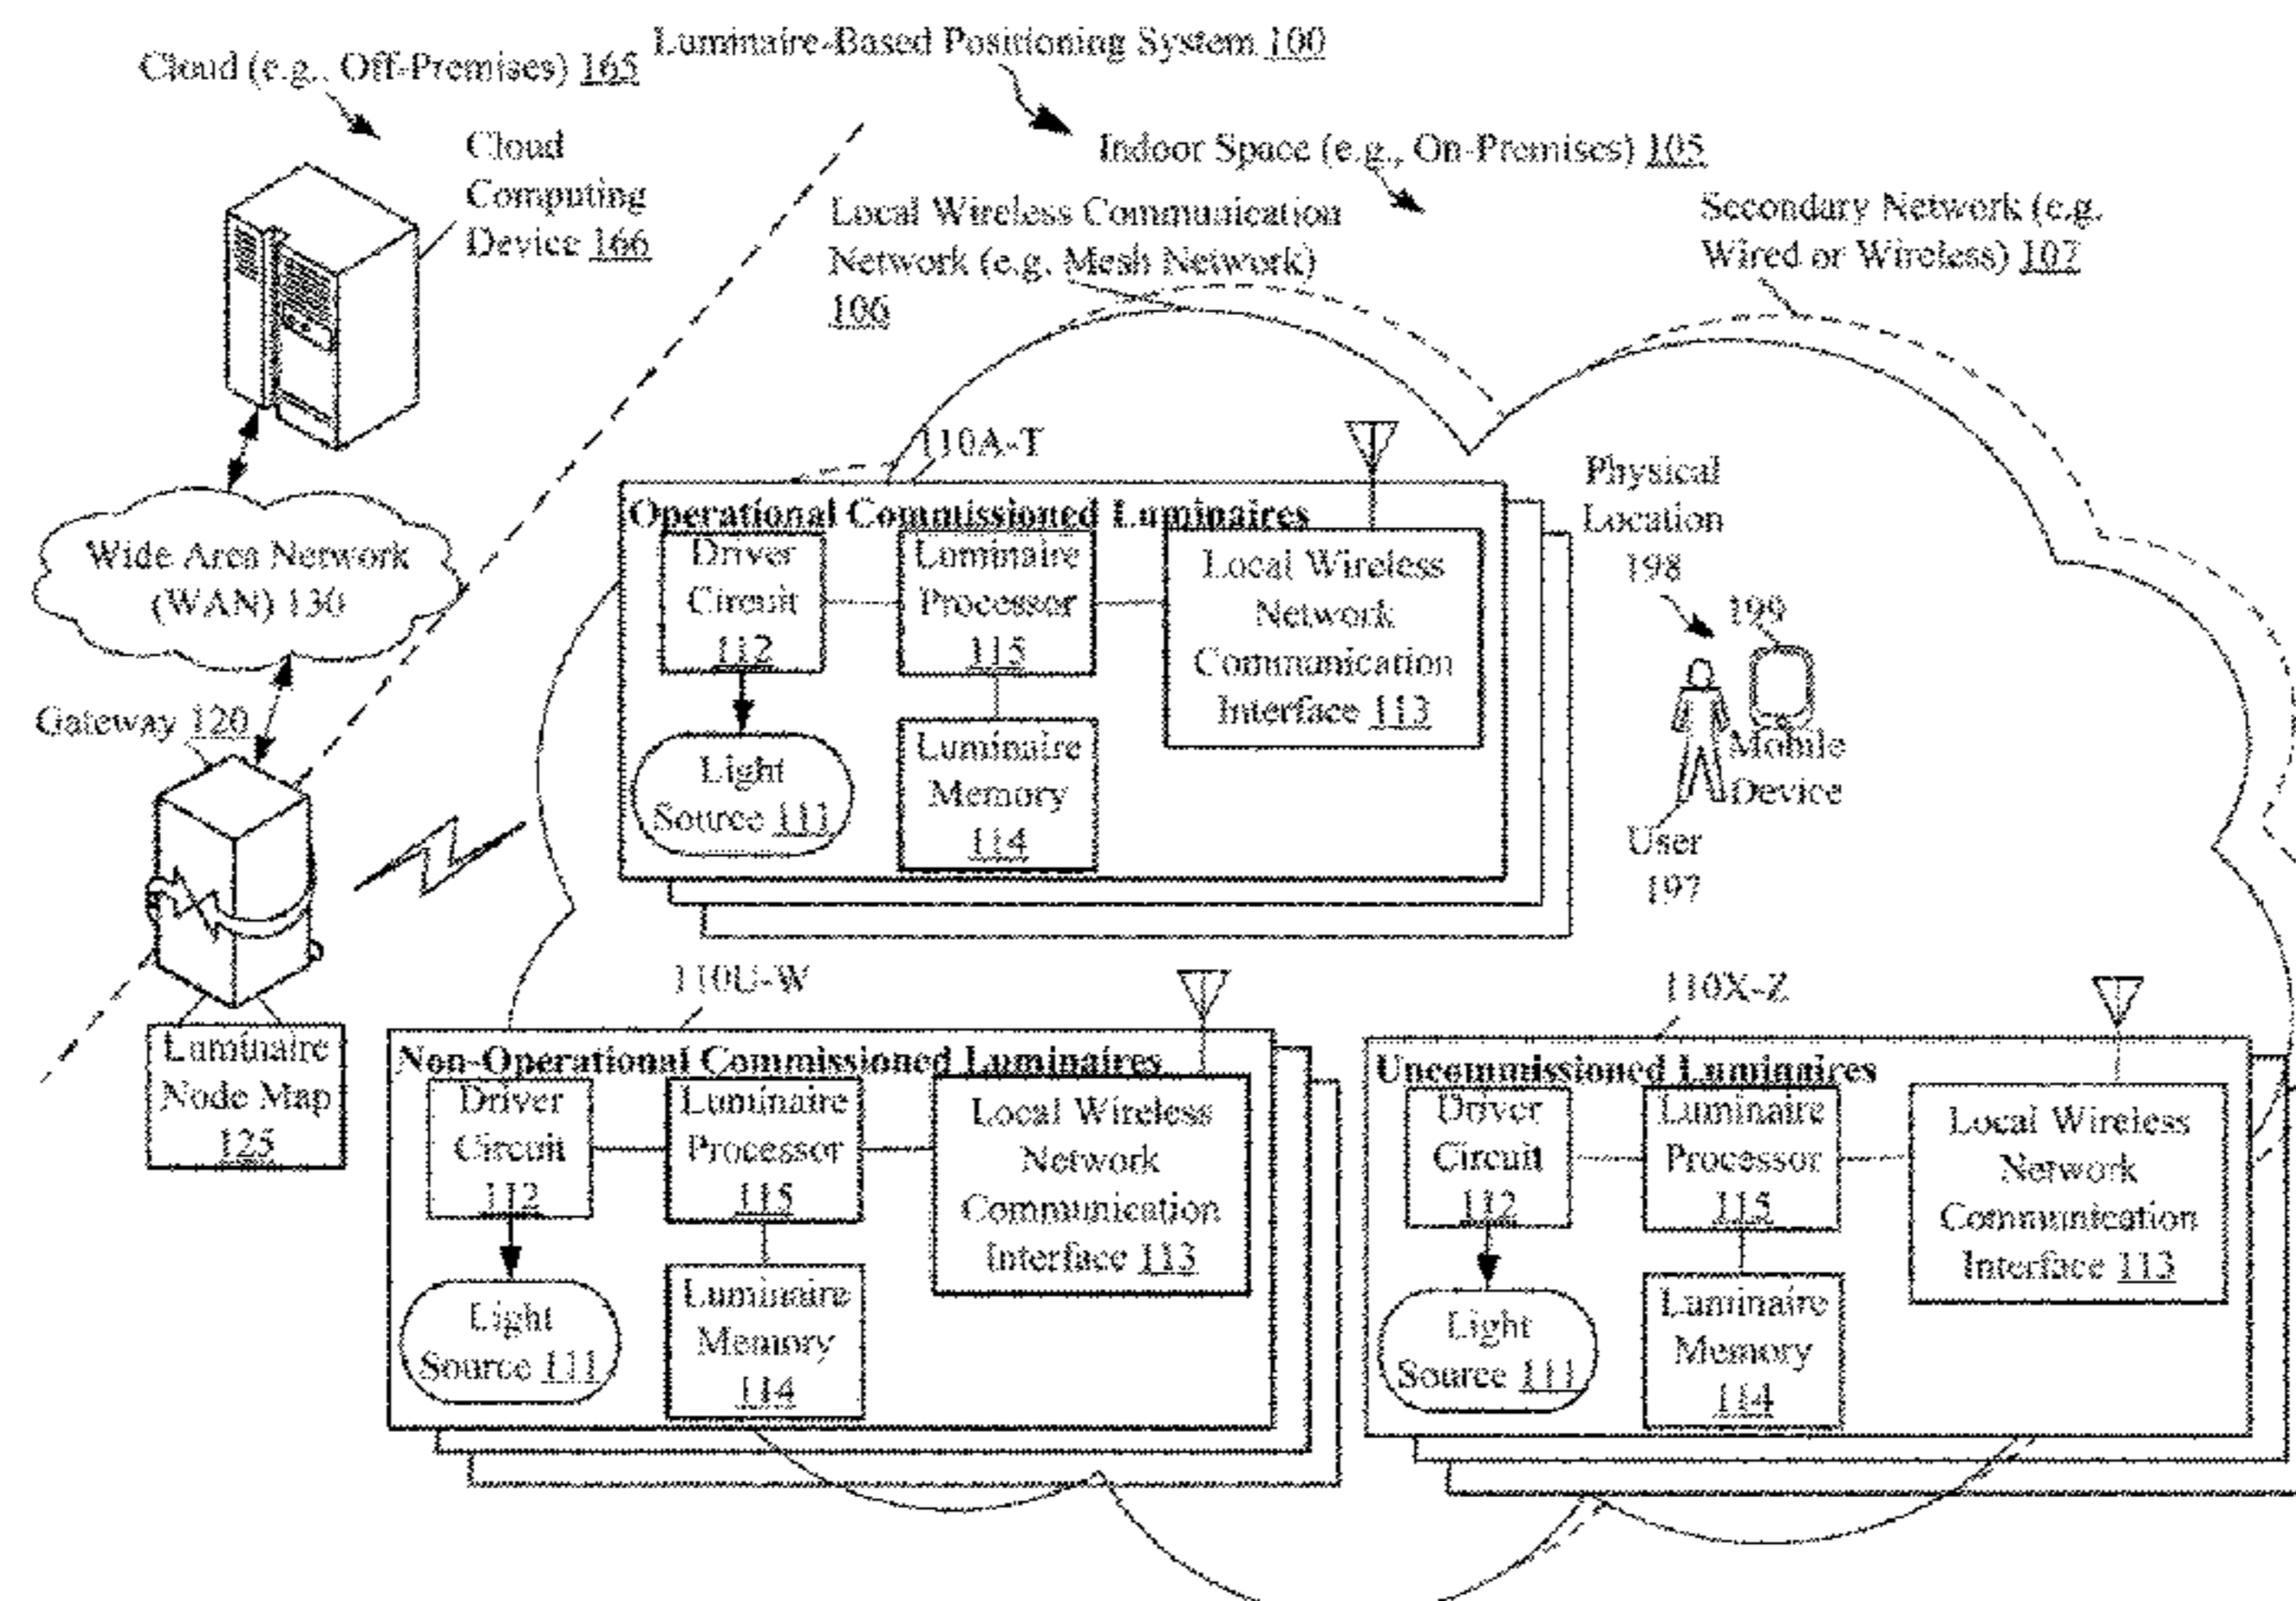 Luminaire-Based Positioning System 100
Cloud (e.g., Off-Premises) 165
Cloud
Computing
Device 166
Indoor Space (e.g., On-Premises) 105
Local Wireless Communication
Network (e.g. Mesh Network)
106
Secondary Network (e.g.
Wired or Wireless) 107
Wide Area Network
(WAN) 130
Gateway 120
Luminaire
Node Map
125
110A-T
Operational Commissioned Luminaires
Driver
Circuit
112
Luminaire
Processor
115
Local Wireless
Network
Communication
Interface 113
Light
Source 111
Luminaire
Memory
114
Physical
Location
198
199
Mobile
Device
User
197
110U-W
Non-Operational Commissioned Luminaires
Driver
Circuit
112
Luminaire
Processor
115
Local Wireless
Network
Communication
Interface 113
Light
Source 111
Luminaire
Memory
114
110X-Z
Uncommissioned Luminaires
Driver
Circuit
112
Luminaire
Processor
115
Local Wireless
Network
Communication
Interface 113
Light
Source 111
Luminaire
Memory
114